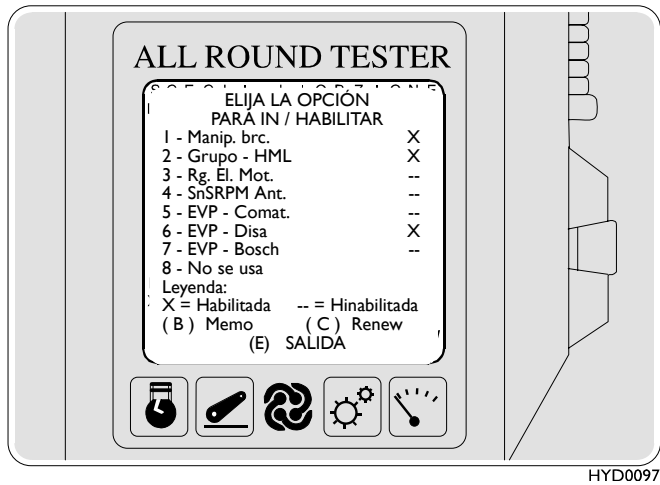 ALL ROUND TESTER
ELIJA LA OPCIÓN
PARA IN / HABILITAR
1 - Manip. brc. X
2 - Grupo - HML X
3 - Rg. El. Mot. --
4 - SnSRPM Ant. --
5 - EVP - Comat. --
6 - EVP - Disa X
7 - EVP - Bosch --
8 - No se usa
Leyenda:
X = Habilitada -- = Hinabilitada
( B ) Memo ( C ) Renew
(E) SALIDA
HYD0097